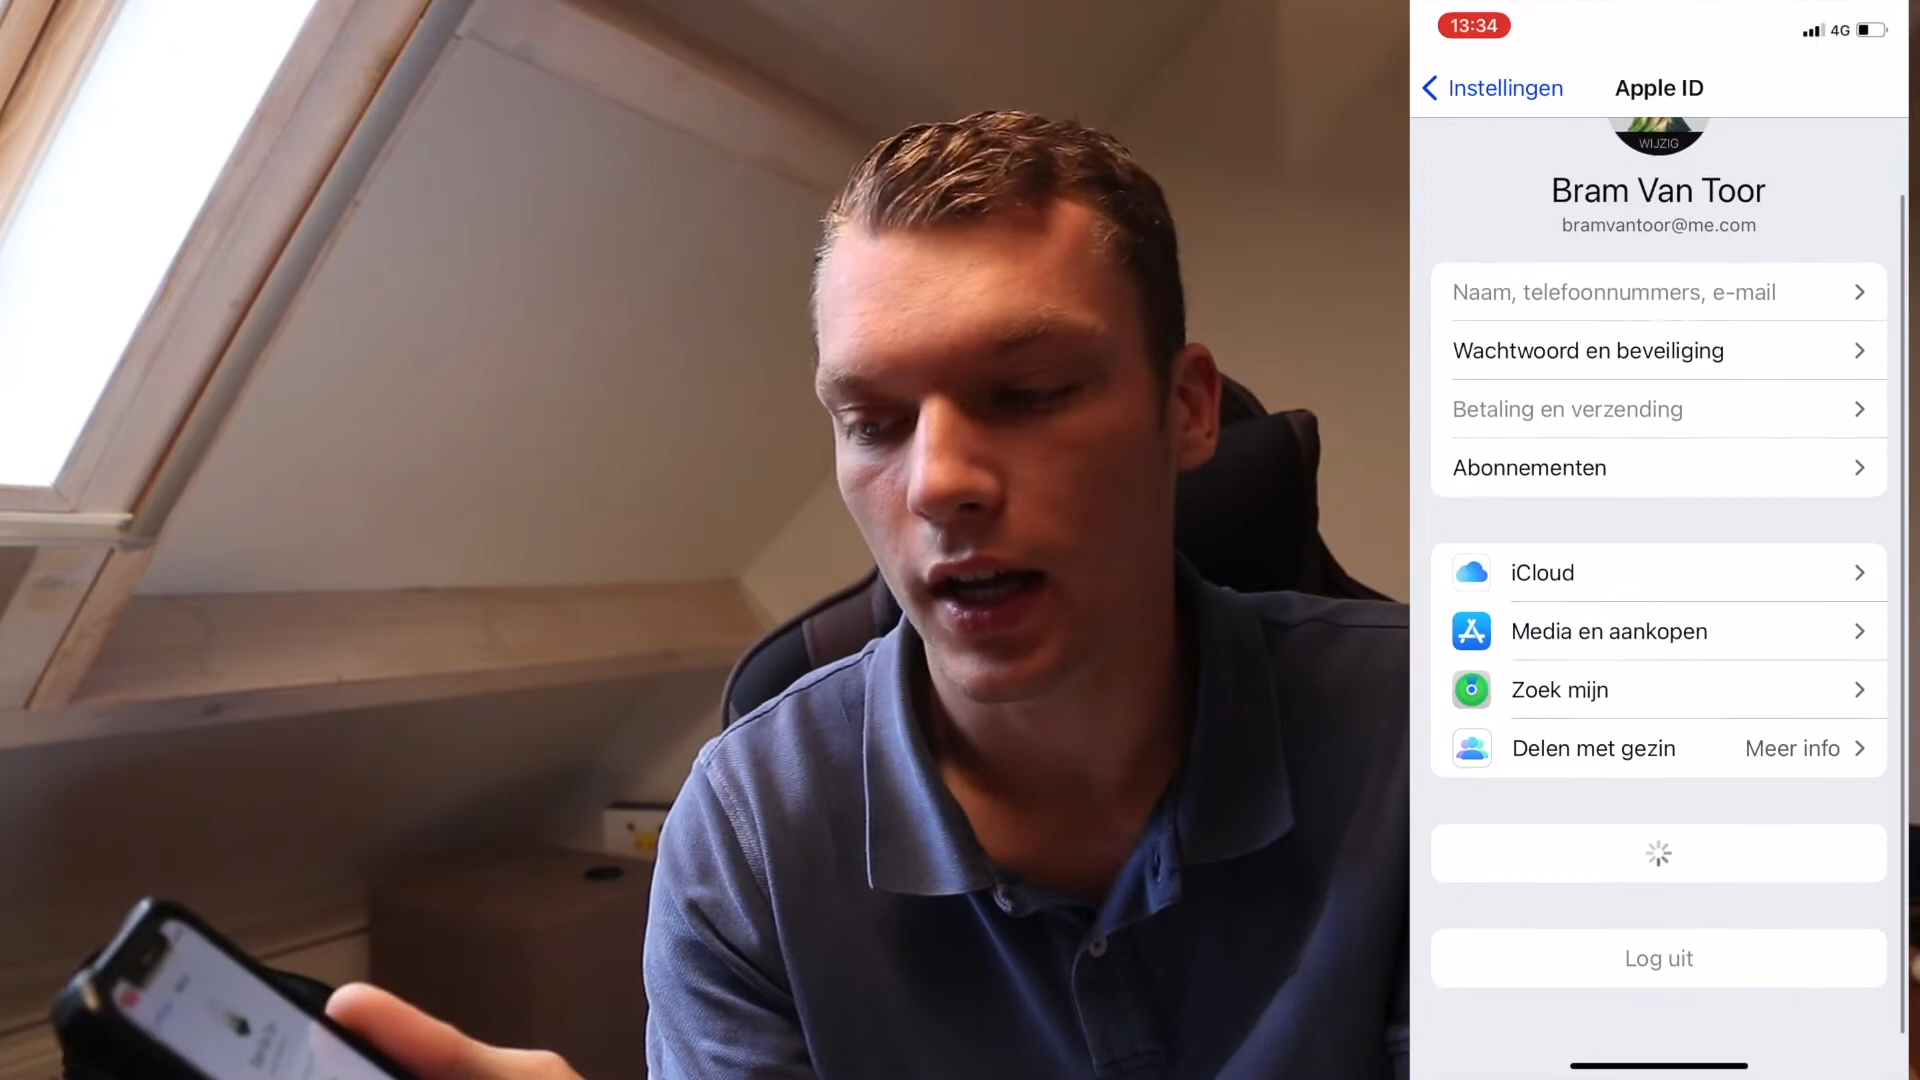 13:34
4G
Instellingen
Apple ID
WIJZIG
Bram Van Toor
bramvantoor@me.com
Naam, telefoonnummers, e-mail
Wachtwoord en beveiliging
Betaling en verzending
Abonnementen
iCloud
Media en aankopen
Zoek mijn
Delen met gezin Meer info
Log uit